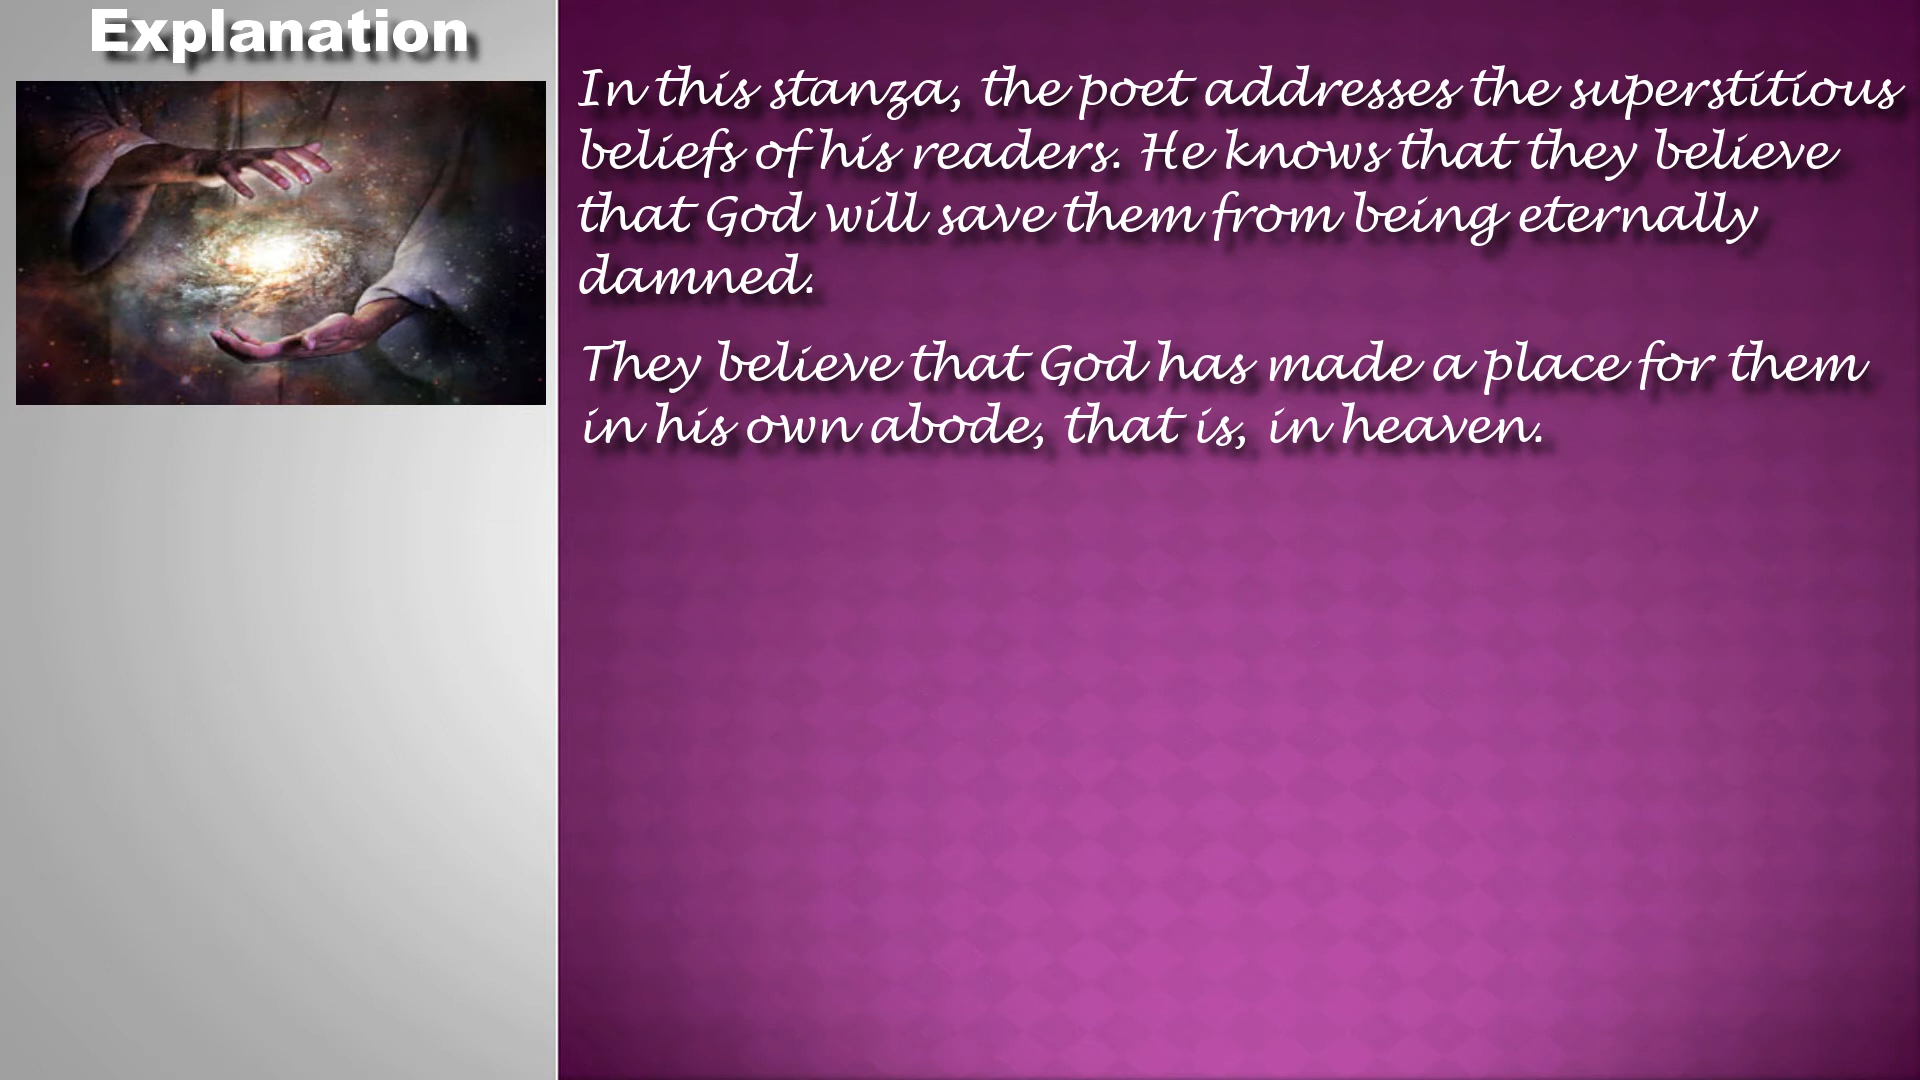 Explanation
In this stanza, the poet addresses the superstitious
beliefs of his readers. He knows that they believe
that God will save them from being eternally
damned.
They believe that God has made a place for them
in his own abode, that is, in heaven.